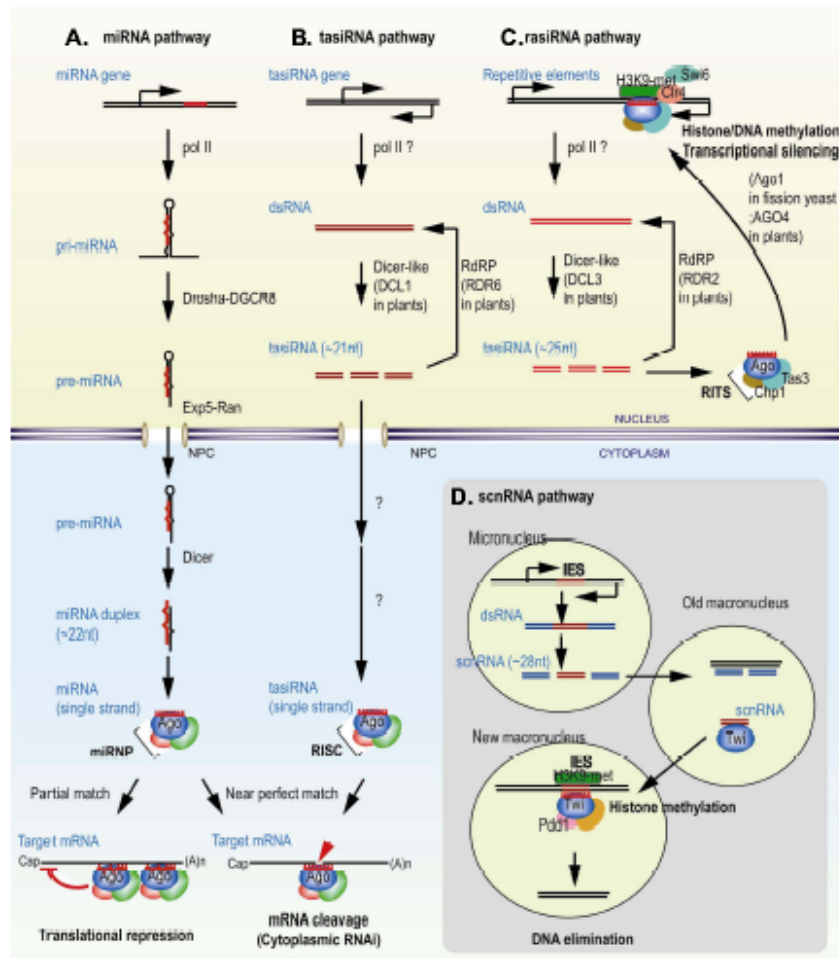 A. miRNA pathway
miRNA gene
pol II
pri-miRNA
Drosha-DGCR8
pre-miRNA
Exp5-Ran
NPC
pre-miRNA
Dicer
miRNA duplex
(~22nt)
miRNA
(single strand)
Ago
miRNP
Partial match
Near perfect match
Target mRNA
Cap
(A)n
Ago
Ago
Translational repression
B. tasiRNA pathway
tasiRNA gene
pol II ?
dsRNA
Dicer-like
(DCL1
in plants)
RdRP
(RDR6
in plants)
tasiRNA (~21nt)
?
?
tasiRNA
(single strand)
Ago
RISC
Target mRNA
Cap
(A)n
Ago
mRNA cleavage
(Cytoplasmic RNAi)
C. rasiRNA pathway
Repetitive elements
H3K9-met
Swi6
Clr4
Histone/DNA methylation
Transcriptional silencing
pol II ?
(Ago1
in fission yeast
;AGO4
in plants)
dsRNA
Dicer-like
(DCL3
in plants)
RdRP
(RDR2
in plants)
tasiRNA (~25nt)
Ago
Tas3
Chp1
RITS
NUCLEUS
NPC
CYTOPLASM
D. scnRNA pathway
Micronucleus
IES
dsRNA
scnRNA (~28nt)
Old macronucleus
scnRNA
Twi
New macronucleus
IES
H3K9-met
Twi
Pdd1
Histone methylation
DNA elimination